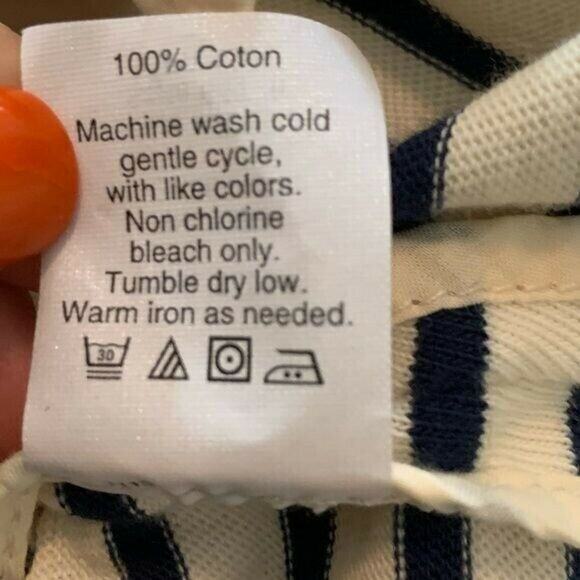 100% Coton
Machine wash cold
gentle cycle,
with like colors.
Non chlorine
bleach only.
Tumble dry low.
Warm iron as needed.
30